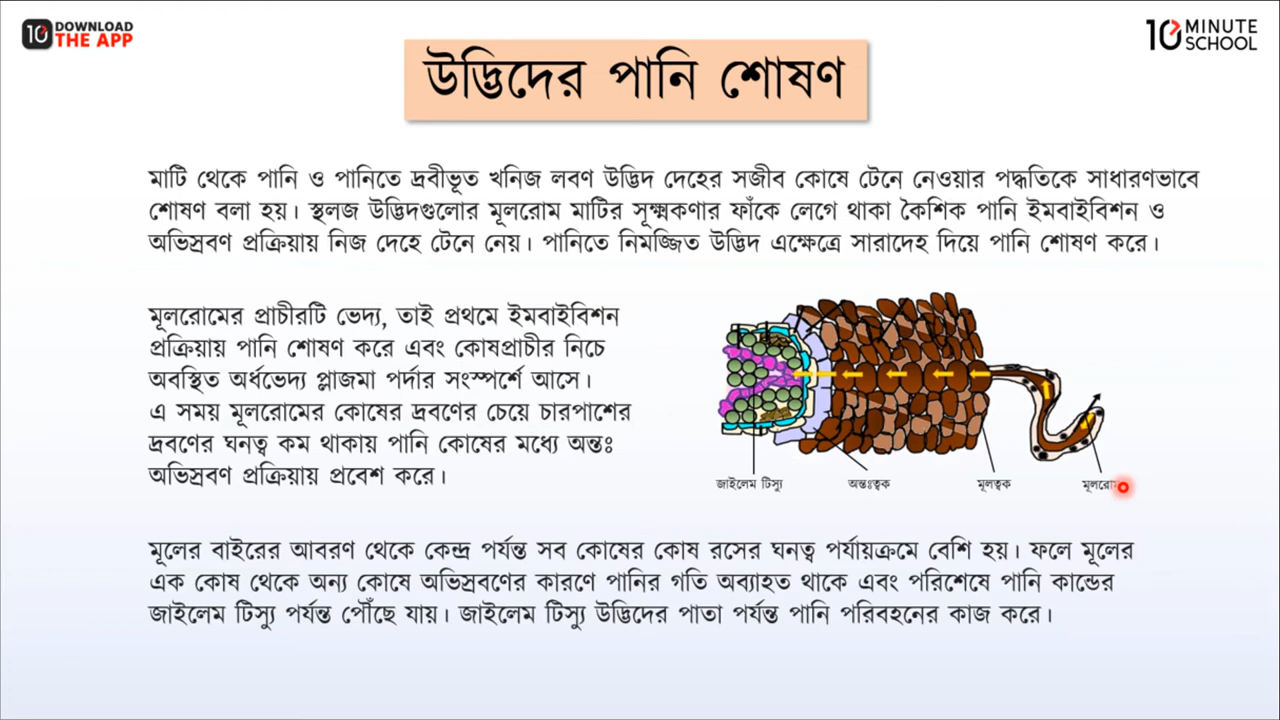 10 DOWNLOAD THE APP
10 MINUTE SCHOOL
উদ্ভিদের পানি শোষণ
মাটি থেকে পানি ও পানিতে দ্রবীভূত খনিজ লবণ উদ্ভিদ দেহের সজীব কোষে টেনে নেওয়ার পদ্ধতিকে সাধারণভাবে
শোষণ বলা হয়। স্থলজ উদ্ভিদগুলোর মূলরোম মাটির সূক্ষ্মকণার ফাঁকে লেগে থাকা কৈশিক পানি ইমবাইবিশন ও
অভিস্রবণ প্রক্রিয়ায় নিজ দেহে টেনে নেয়। পানিতে নিমজ্জিত উদ্ভিদ এক্ষেত্রে সারাদেহ দিয়ে পানি শোষণ করে।
মূলরোমের প্রাচীরটি ভেদ্য, তাই প্রথমে ইমবাইবিশন
প্রক্রিয়ায় পানি শোষণ করে এবং কোষপ্রাচীর নিচে
অবস্থিত অর্ধভেদ্য প্লাজমা পর্দার সংস্পর্শে আসে।
এ সময় মূলরোমের কোষের দ্রবণের চেয়ে চারপাশের
দ্রবণের ঘনত্ব কম থাকায় পানি কোষের মধ্যে অন্তঃ
অভিস্রবণ প্রক্রিয়ায় প্রবেশ করে।
জাইলেম টিস্যু অন্তঃত্বক মূলত্বক
মূলের বাইরের আবরণ থেকে কেন্দ্র পর্যন্ত সব কোষের কোষ রসের ঘনত্ব পর্যায়ক্রমে বেশি হয়। ফলে মূলের
এক কোষ থেকে অন্য কোষে অভিস্রবণের কারণে পানির গতি অব্যাহত থাকে এবং পরিশেষে পানি কান্ডের
জাইলেম টিস্যু পর্যন্ত পৌঁছে যায়। জাইলেম টিস্যু উদ্ভিদের পাতা পর্যন্ত পানি পরিবহনের কাজ করে।